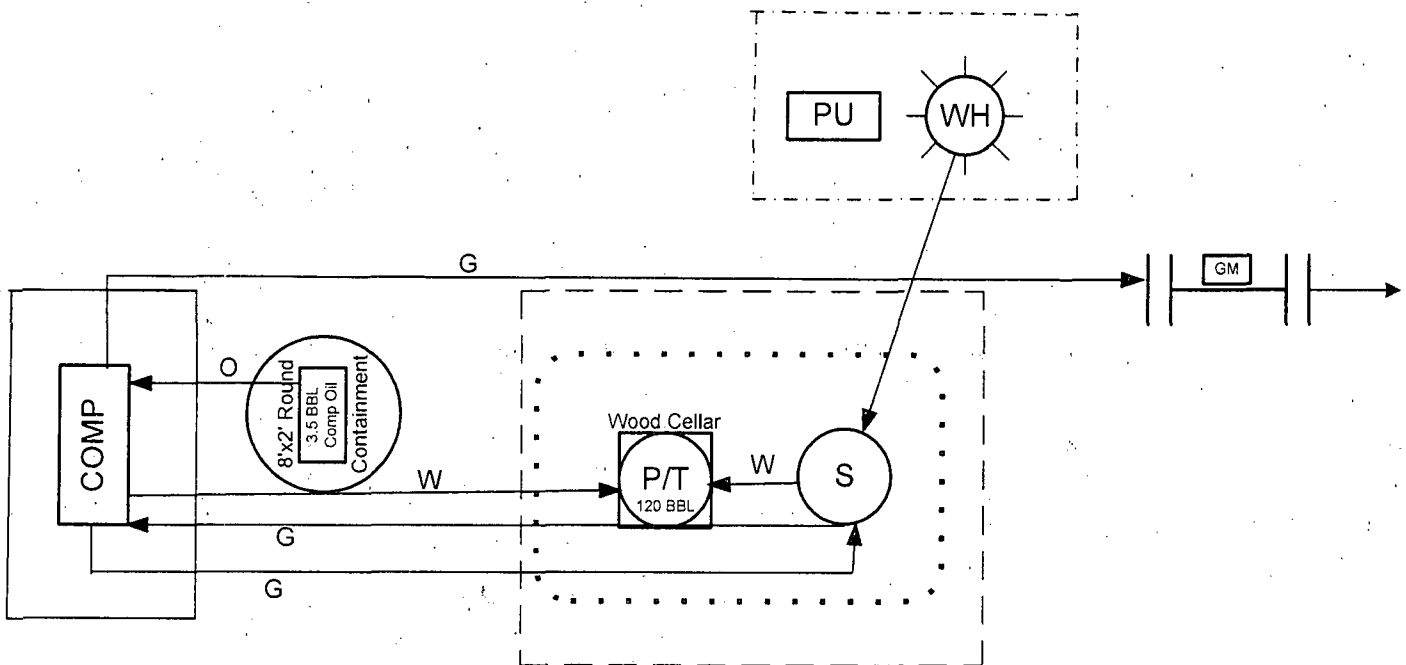 PU
WH
G
GM
O
8'x2' Round
3.5 BBL
Comp Oil
Containment
COMP
Wood Cellar
P/T
120 BBL
W
S
W
G
G